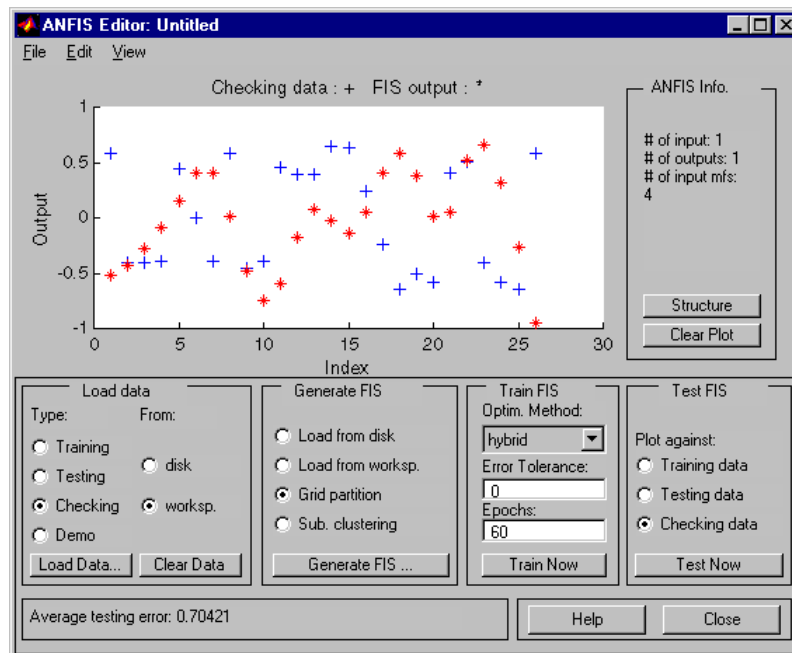 ANFIS Editor: Untitled
File Edit View
Checking data : + FIS output : *
1
0.5
0
-0.5
-1
Output
0 5 10 15 20 25 30
Index
ANFIS Info.
# of input: 1
# of outputs: 1
# of input mfs:
4
Structure
Clear Plot
Load data
Type: From:
Training
Testing
Checking
Demo
disk
worksp.
Load Data... Clear Data
Generate FIS
Load from disk
Load from worksp.
Grid partition
Sub. clustering
Generate FIS ...
Train FIS
Optim. Method:
hybrid
Error Tolerance:
0
Epochs:
60
Train Now
Test FIS
Plot against:
Training data
Testing data
Checking data
Test Now
Average testing error: 0.70421
Help Close